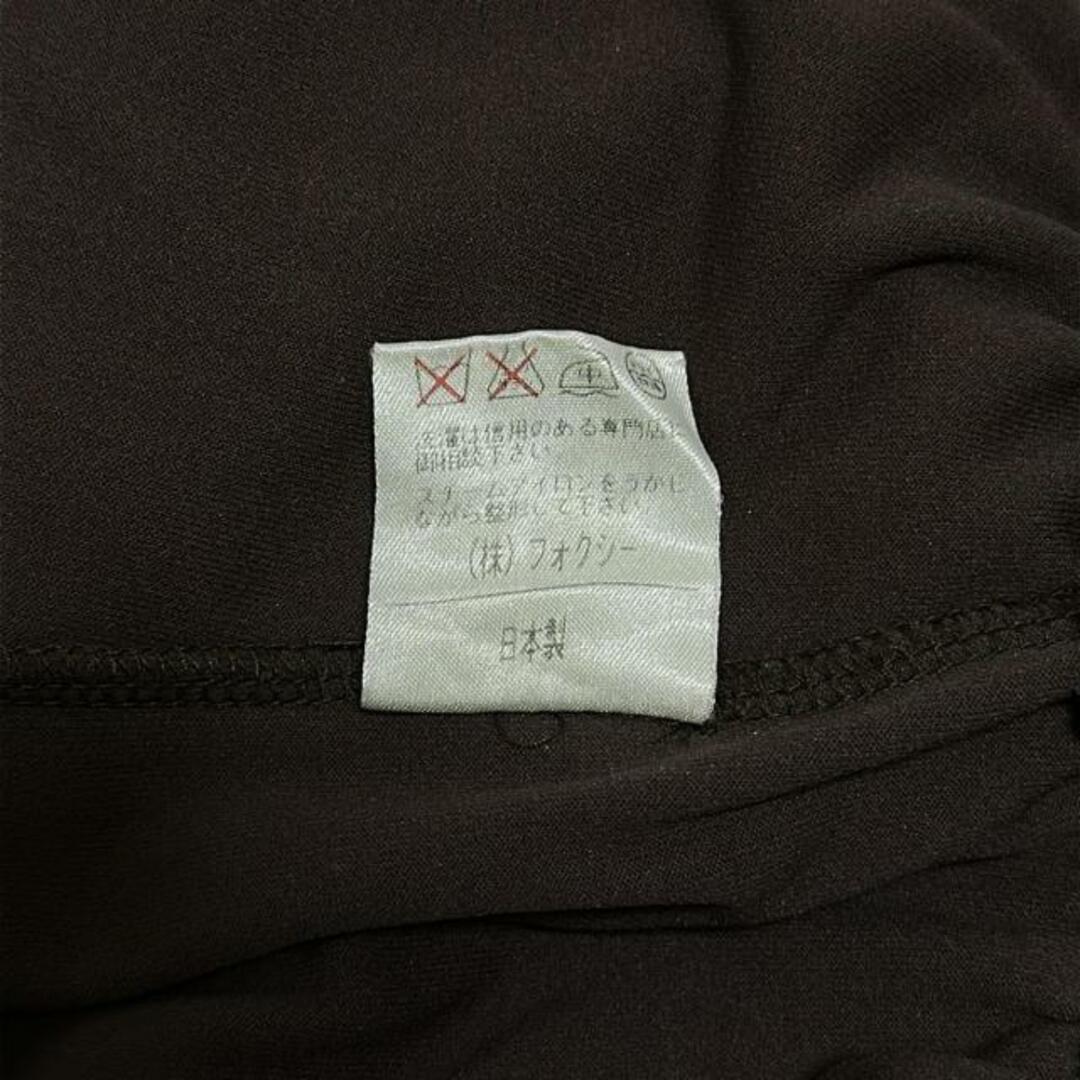 中
洗濯は信用のある専門店に
御相談下さい
スチームアイロンをうかし
ながら整形して下さい
(株)フォクシー
日本製